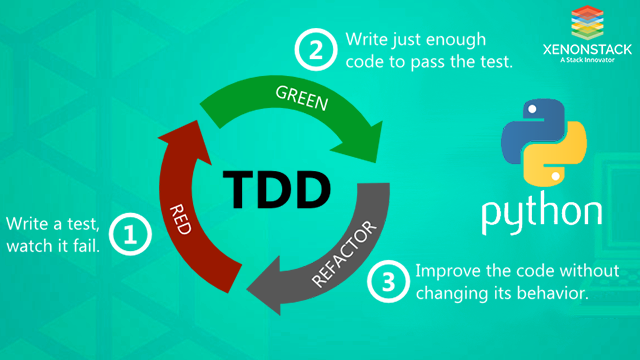 XENONSTACK
A Stack Innovator
2
Write just enough
code to pass the test.
GREEN
TDD
python
Write a test,
watch it fail.
1
RED
REFACTOR
3
Improve the code without
changing its behavior.